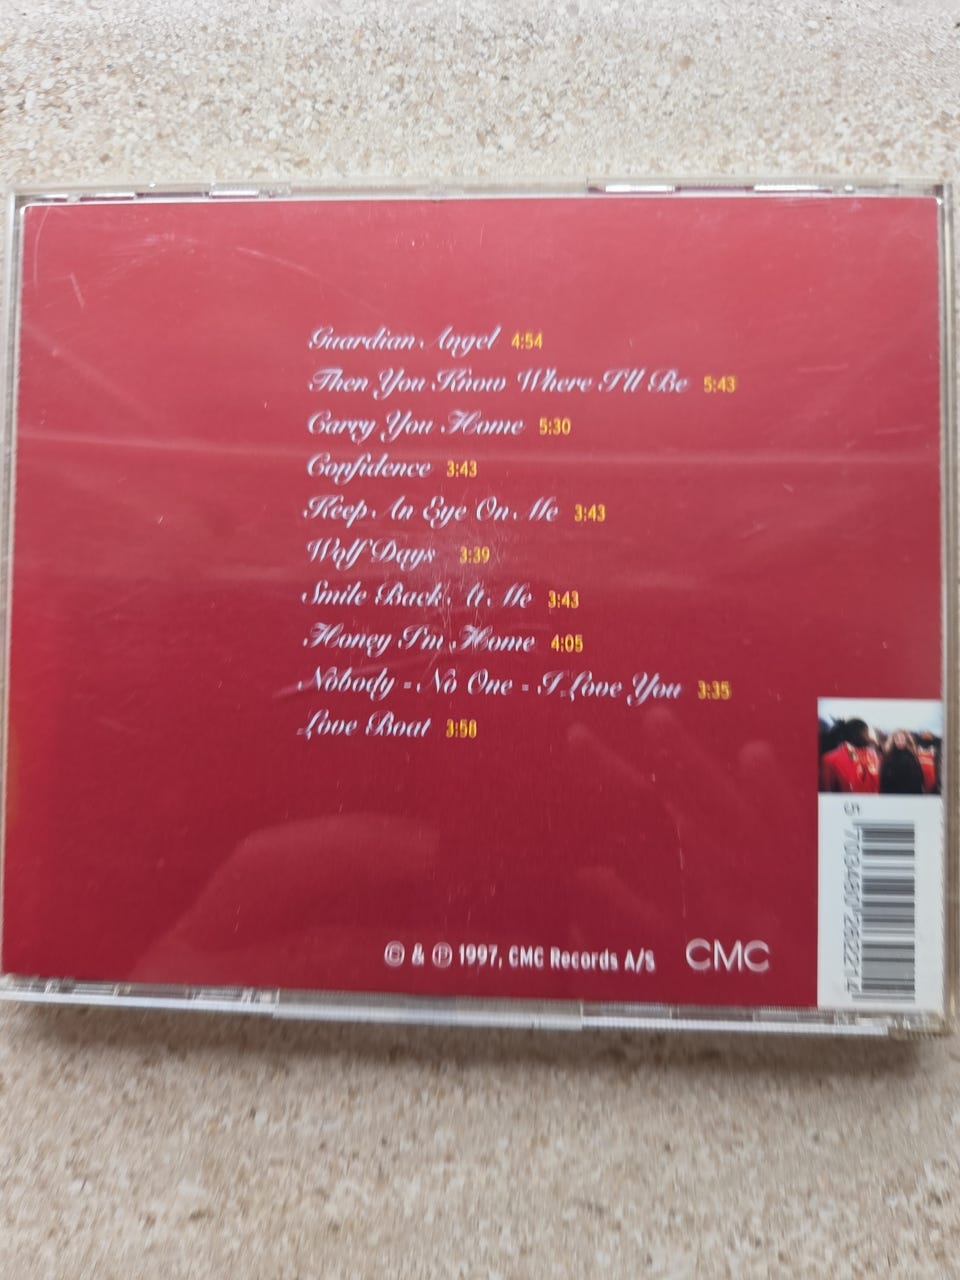 Guardian Angel 4:54
Then You Know Where I'll Be 5:43
Carry You Home 5:30
Confidence 3:43
Keep An Eye On Me 3:43
Wolf Days 3:39
Smile Back At Me 3:43
Honey I'm Home 4:05
Nobody - No One - I Love You 3:35
Love Boat 3:58
© & ℗ 1997, CMC Records A/S CMC